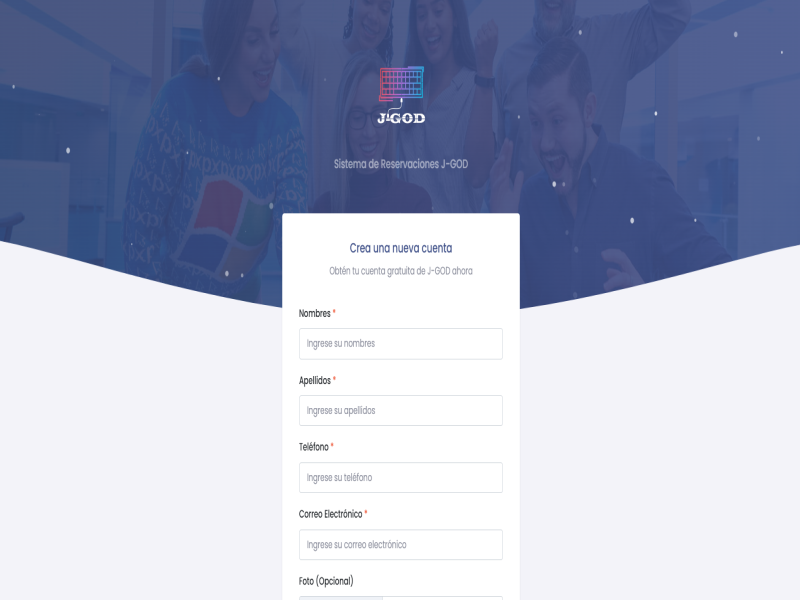 J-GOD
Sistema de Reservaciones J-GOD
Crea una nueva cuenta
Obtén tu cuenta gratuita de J-GOD ahora
Nombres *
Ingrese su nombres
Apellidos *
Ingrese su apellidos
Teléfono *
Ingrese su teléfono
Correo Electrónico *
Ingrese su correo electrónico
Foto (Opcional)